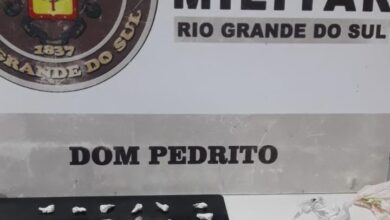 MILITAR
RIO GRANDE DO SUL
1837
GRANDE DO SUL
DOM PEDRITO